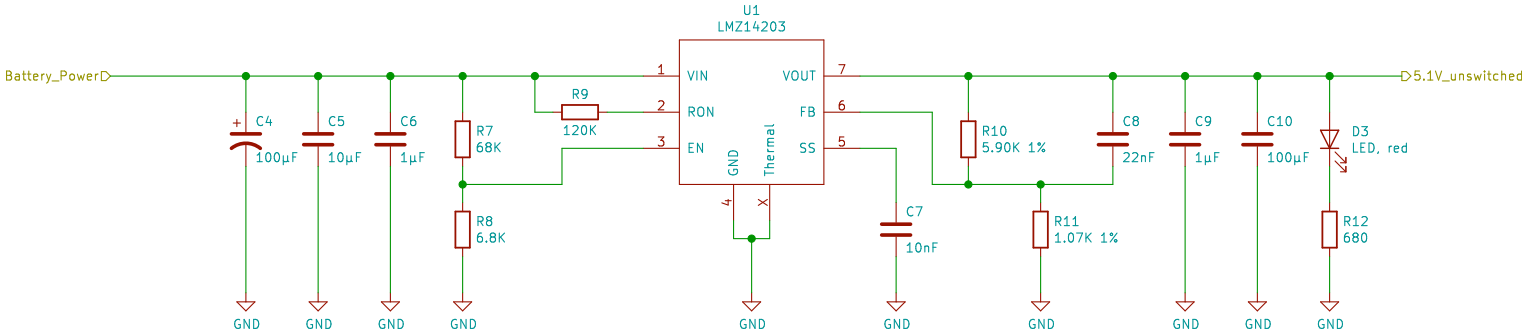 U1
LMZ14203
Battery_Power
1
VIN
VOUT
7
5.1V_unswitched
R9
120K
2
RON
FB
6
3
EN
SS
5
GND
Thermal
4
X
+
C4
100µF
C5
10µF
C6
1µF
R7
68K
R8
6.8K
C7
10nF
R10
5.90K 1%
R11
1.07K 1%
C8
22nF
C9
1µF
C10
100µF
D3
LED, red
R12
680
GND
GND
GND
GND
GND
GND
GND
GND
GND
GND